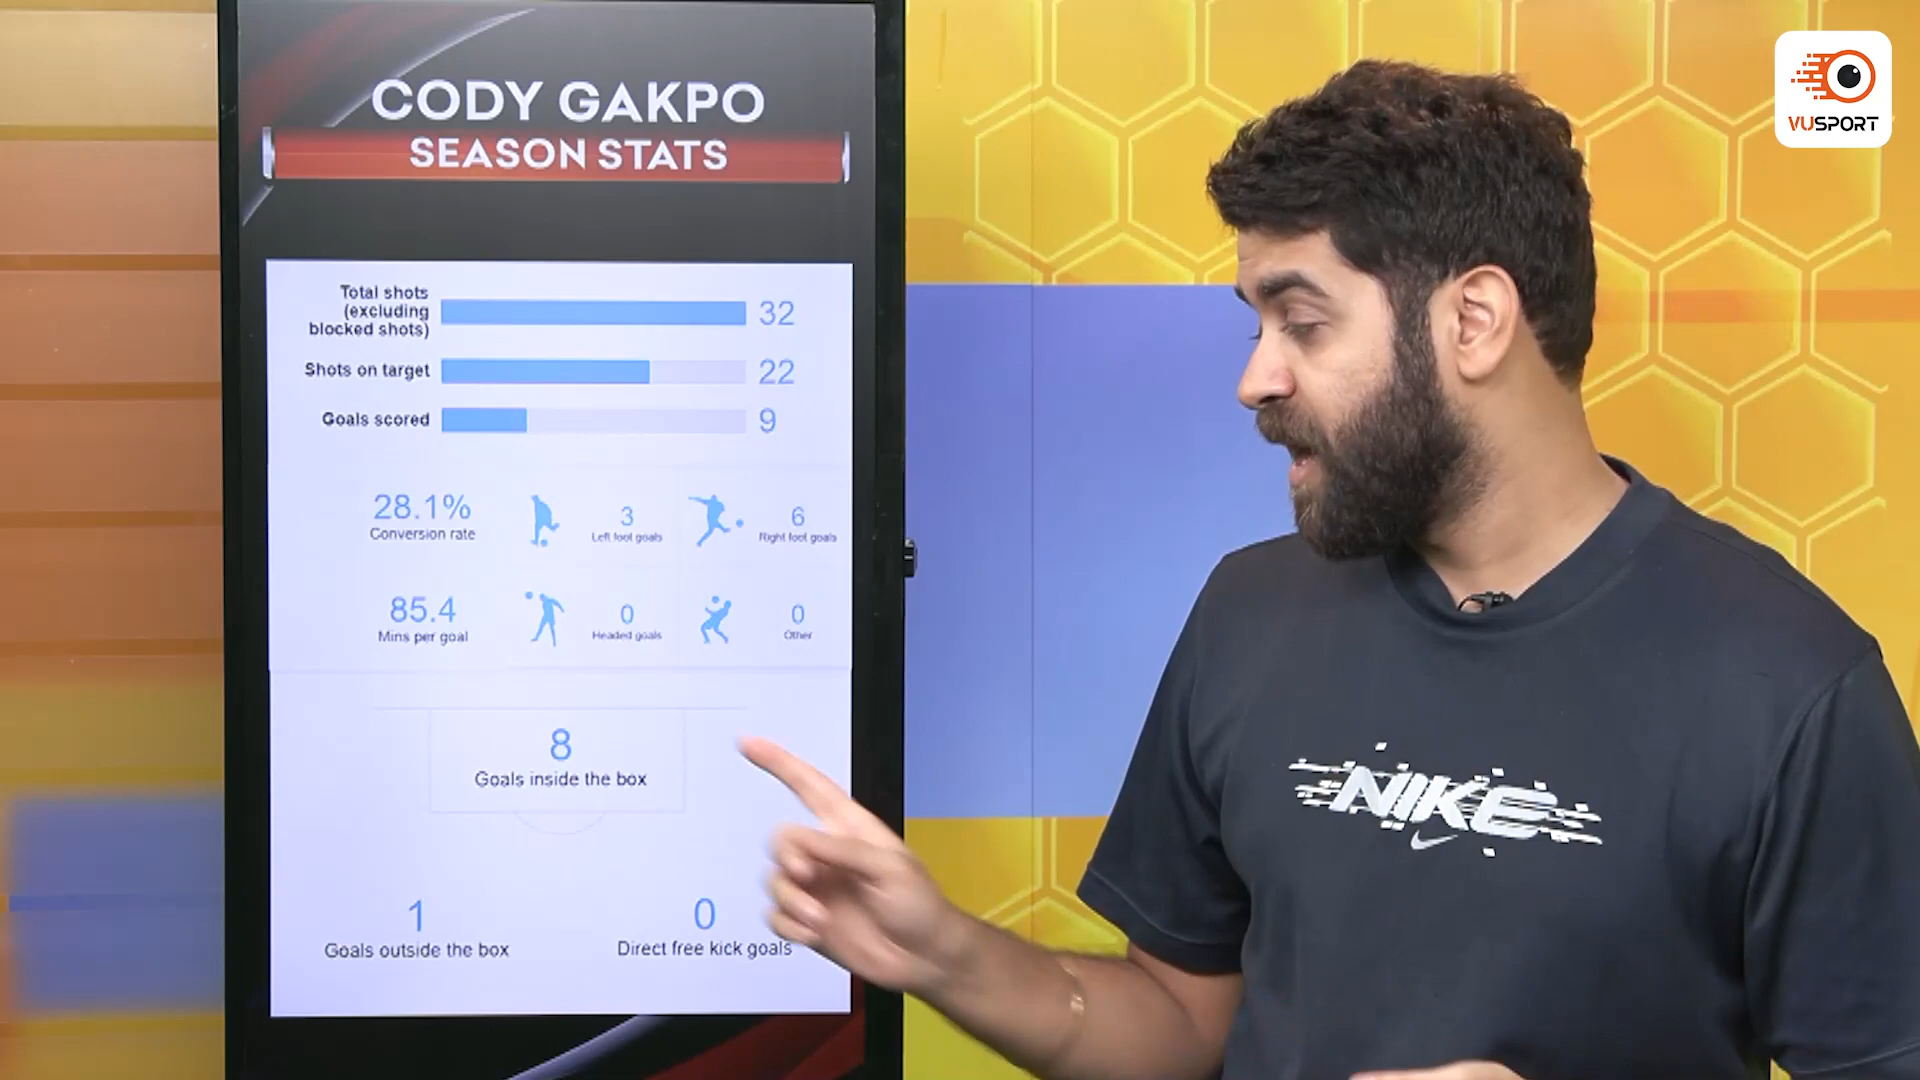 CODY GAKPO
SEASON STATS
VUSPORT
Total shots
(excluding
blocked shots)
32
Shots on target
22
Goals scored
9
28.1%
Conversion rate
3
Left foot goals
6
Right foot goals
85.4
Mins per goal
0
Headed goals
0
Other
8
Goals inside the box
1
Goals outside the box
0
Direct free kick goals
NIKE